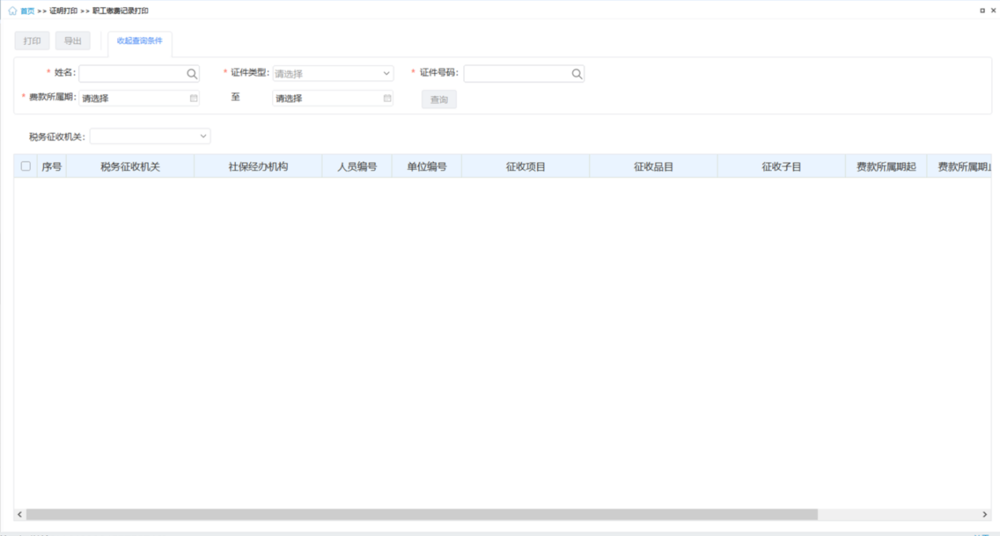 首页 >> 证明打印 >> 职工缴费记录打印
打印 导出 收起查询条件
* 姓名: * 证件类型: 请选择 * 证件号码:
* 费款所属期: 请选择 至 请选择 查询
税务征收机关:
序号 税务征收机关 社保经办机构 人员编号 单位编号 征收项目 征收品目 征收子目 费款所属期起 费款所属期